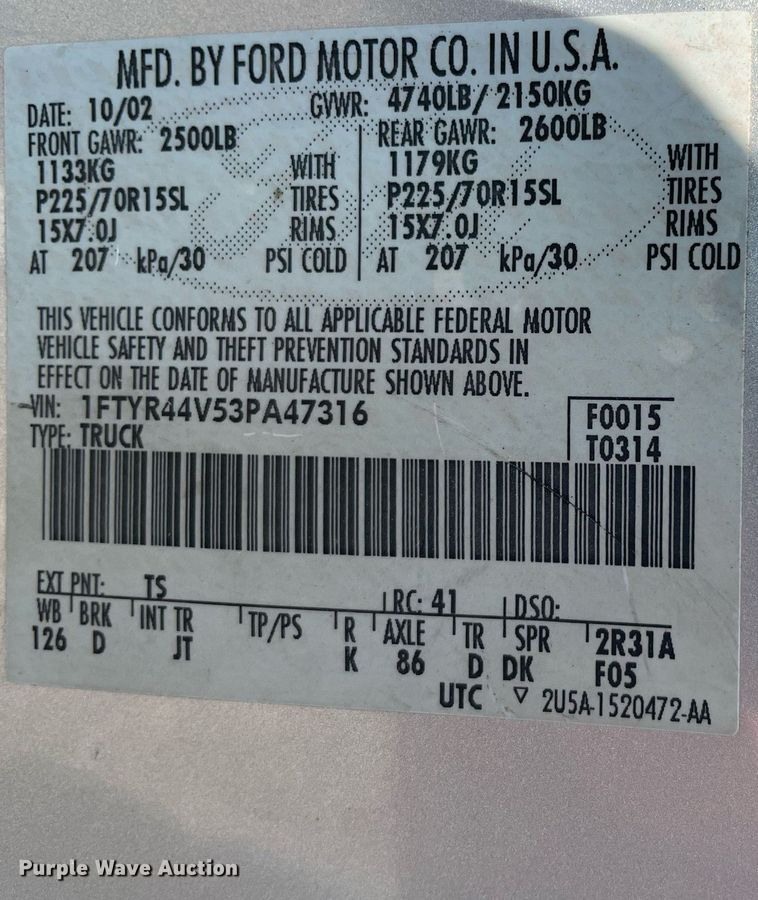 MFD. BY FORD MOTOR CO. IN U.S.A.
DATE: 10/02 GVWR: 4740LB/ 2150KG
FRONT GAWR: 2500LB REAR GAWR: 2600LB
1133KG WITH 1179KG WITH
P225/70R15SL TIRES P225/70R15SL TIRES
15X7.0J RIMS 15X7.0J RIMS
AT 207 kPa/30 PSI COLD AT 207 kPa/30 PSI COLD
THIS VEHICLE CONFORMS TO ALL APPLICABLE FEDERAL MOTOR
VEHICLE SAFETY AND THEFT PREVENTION STANDARDS IN
EFFECT ON THE DATE OF MANUFACTURE SHOWN ABOVE.
VIN: 1FTYR44V53PA47316 F0015
TYPE: TRUCK T0314
EXT PNT: TS RC: 41 DSO:
WB BRK INT TR TP/PS R AXLE TR SPR 2R31A
126 D JT K 86 D DK F05
UTC ▽ 2U5A-1520472-AA
Purple Wave Auction